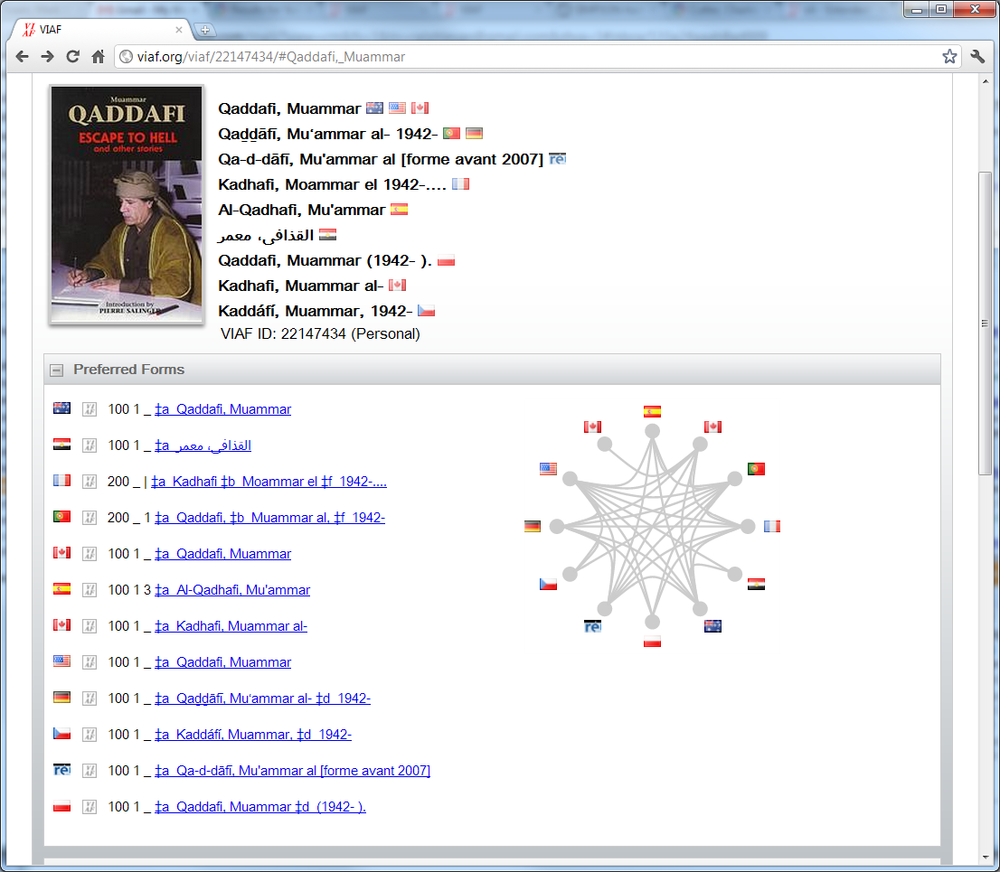 VIAF
viaf.org/viaf/22147434/#Qaddafi,_Muammar
Muammar
QADDAFI
ESCAPE TO HELL
and other stories
Introduction by
PIERRE SALINGER
Qaddafi, Muammar
Qaḏḏāfī, Muʻammar al- 1942-
Qa-d-dāfī, Mu'ammar al [forme avant 2007]
Kadhafi, Moammar el 1942-....
Al-Qadhafi, Mu'ammar
القذافى، معمر
Qaddafi, Muammar (1942- ).
Kadhafi, Muammar al-
Kaddáfí, Muammar, 1942-
VIAF ID: 22147434 (Personal)
Preferred Forms
100 1 _ ‡a Qaddafi, Muammar
100 1 _ ‡a القذافى، معمر
200 _ | ‡a Kadhafi ‡b Moammar el ‡f 1942-....
200 _ 1 ‡a Qaddafi, ‡b Muammar al, ‡f 1942-
100 1 _ ‡a Qaddafi, Muammar
100 1 3 ‡a Al-Qadhafi, Mu'ammar
100 1 _ ‡a Kadhafi, Muammar al-
100 1 _ ‡a Qaddafi, Muammar
100 1 _ ‡a Qaḏḏāfī, Muʻammar al- ‡d 1942-
100 1 _ ‡a Kaddáfí, Muammar, ‡d 1942-
100 1 _ ‡a Qa-d-dāfī, Mu'ammar al [forme avant 2007]
100 1 _ ‡a Qaddafi, Muammar ‡d (1942- ).